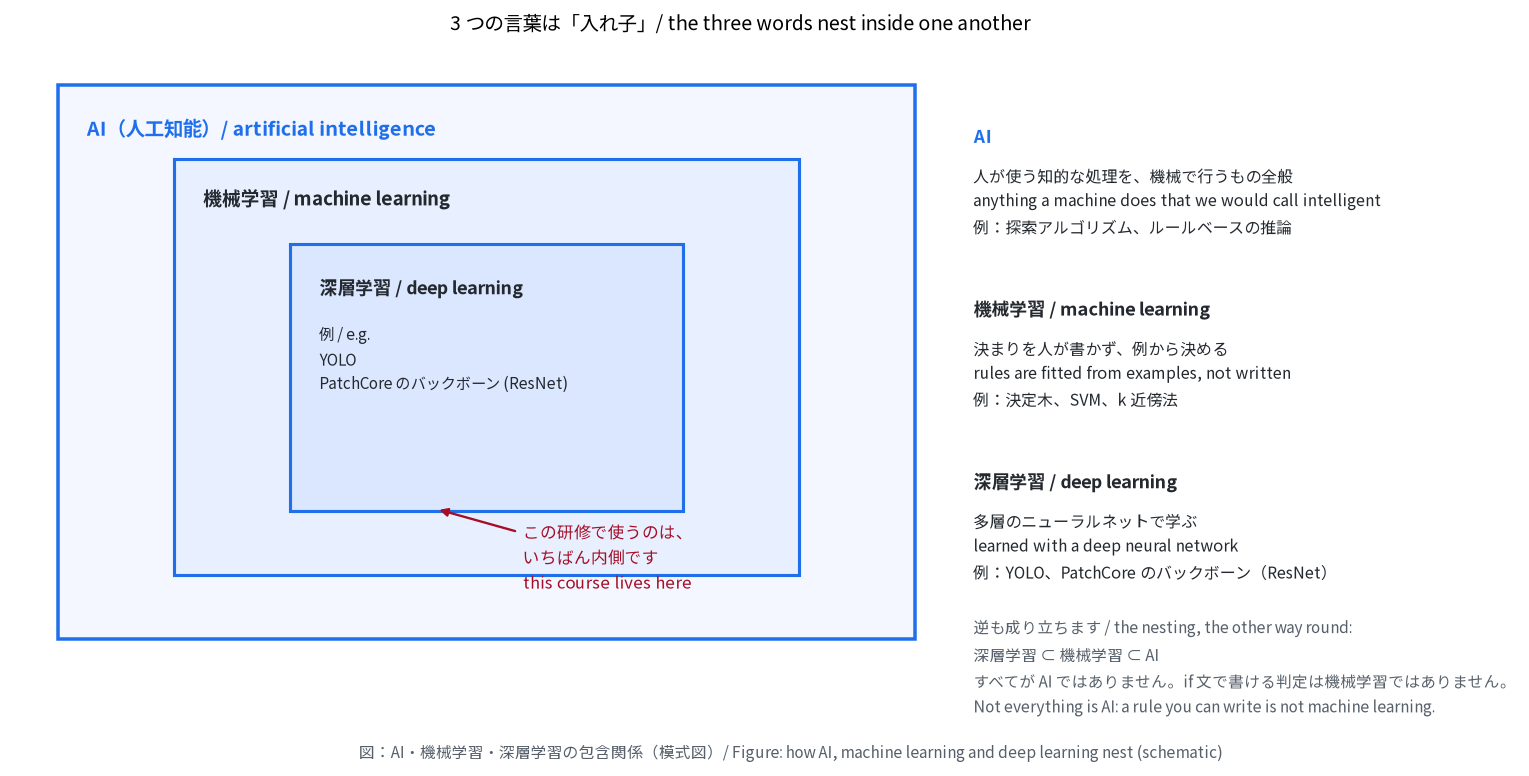 3 つの言葉は「入れ子」/ the three words nest inside one another
AI（人工知能）/ artificial intelligence
機械学習 / machine learning
深層学習 / deep learning
例 / e.g.
YOLO
PatchCore のバックボーン (ResNet)
この研修で使うのは、
いちばん内側です
this course lives here
AI
人が使う知的な処理を、機械で行うもの全般
anything a machine does that we would call intelligent
例：探索アルゴリズム、ルールベースの推論
機械学習 / machine learning
決まりを人が書かず、例から決める
rules are fitted from examples, not written
例：決定木、SVM、k 近傍法
深層学習 / deep learning
多層のニューラルネットで学ぶ
learned with a deep neural network
例：YOLO、PatchCore のバックボーン（ResNet）
逆も成り立ちます / the nesting, the other way round:
深層学習 ⊂ 機械学習 ⊂ AI
すべてが AI ではありません。if 文で書ける判定は機械学習ではありません。
Not everything is AI: a rule you can write is not machine learning.
図：AI・機械学習・深層学習の包含関係（模式図）/ Figure: how AI, machine learning and deep learning nest (schematic)